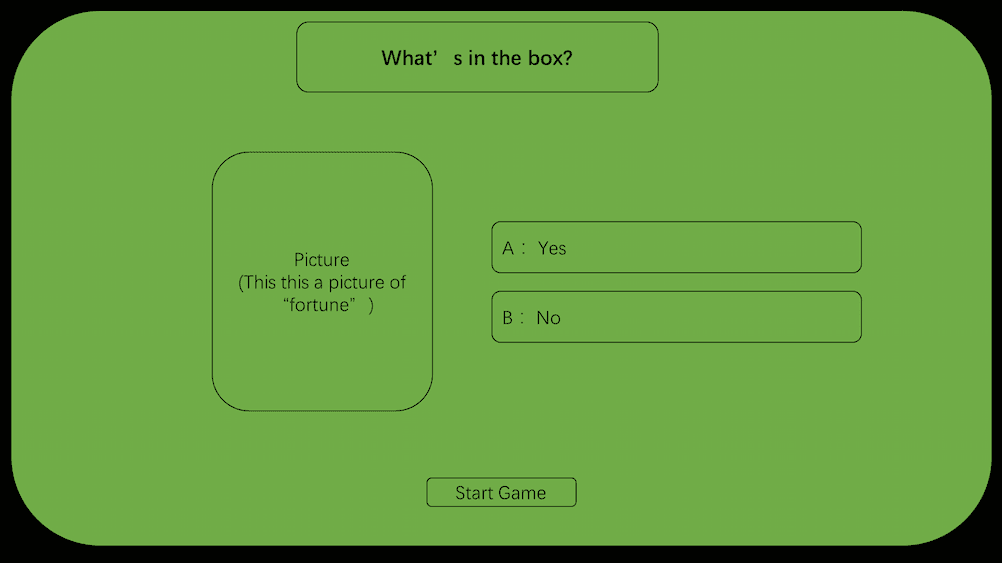 What’ s in the box?
Picture
(This this a picture of
“fortune” )
A： Yes
B： No
Start Game